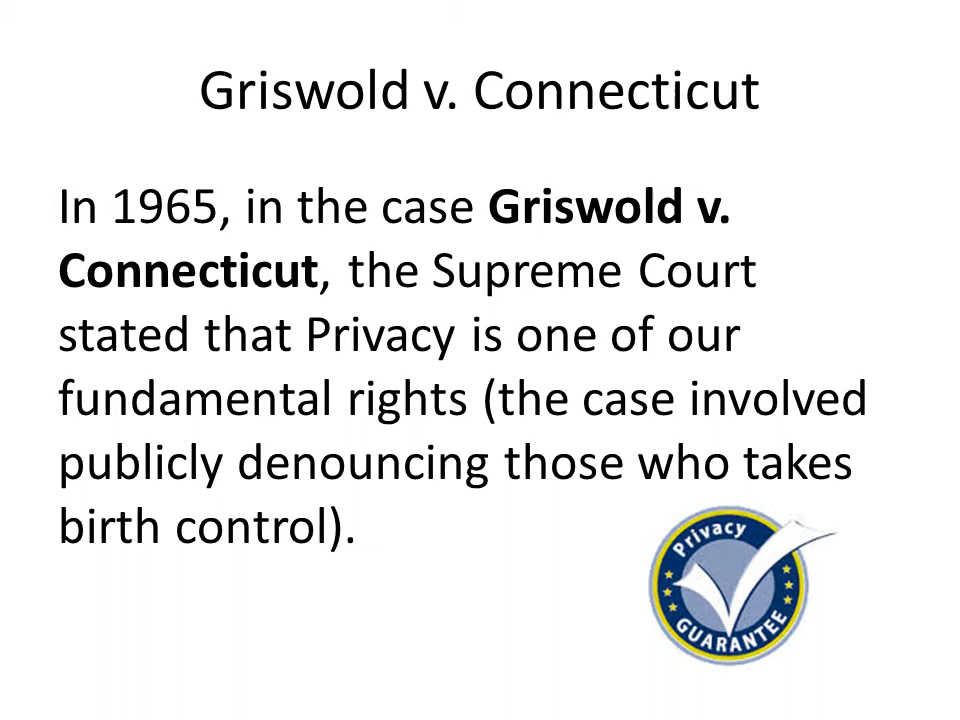 Griswold v. Connecticut
In 1965, in the case Griswold v.
Connecticut, the Supreme Court
stated that Privacy is one of our
fundamental rights (the case involved
publicly denouncing those who takes
birth control).
Privacy
GUARANTEE